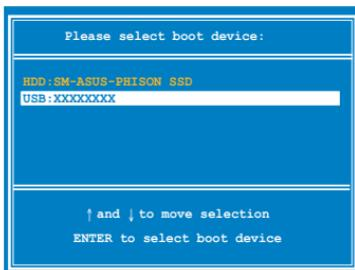 Please select boot device:
HDD:SM-ASUS-PHISON SSD
USB:XXXXXXXX
↑ and ↓ to move selection
ENTER to select boot device